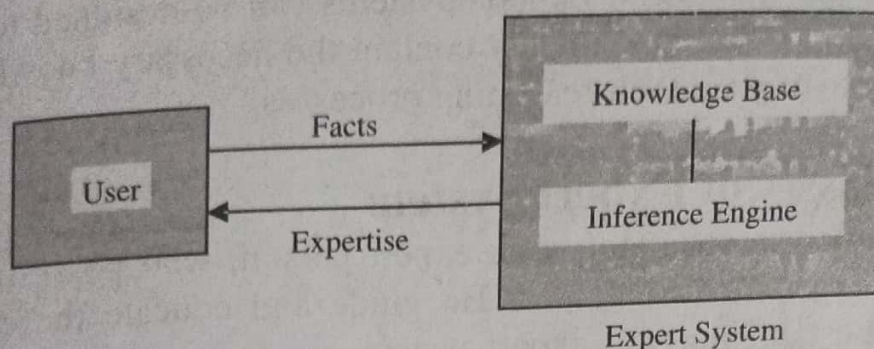 Knowledge Base
Facts
User
Inference Engine
Expertise
Expert System